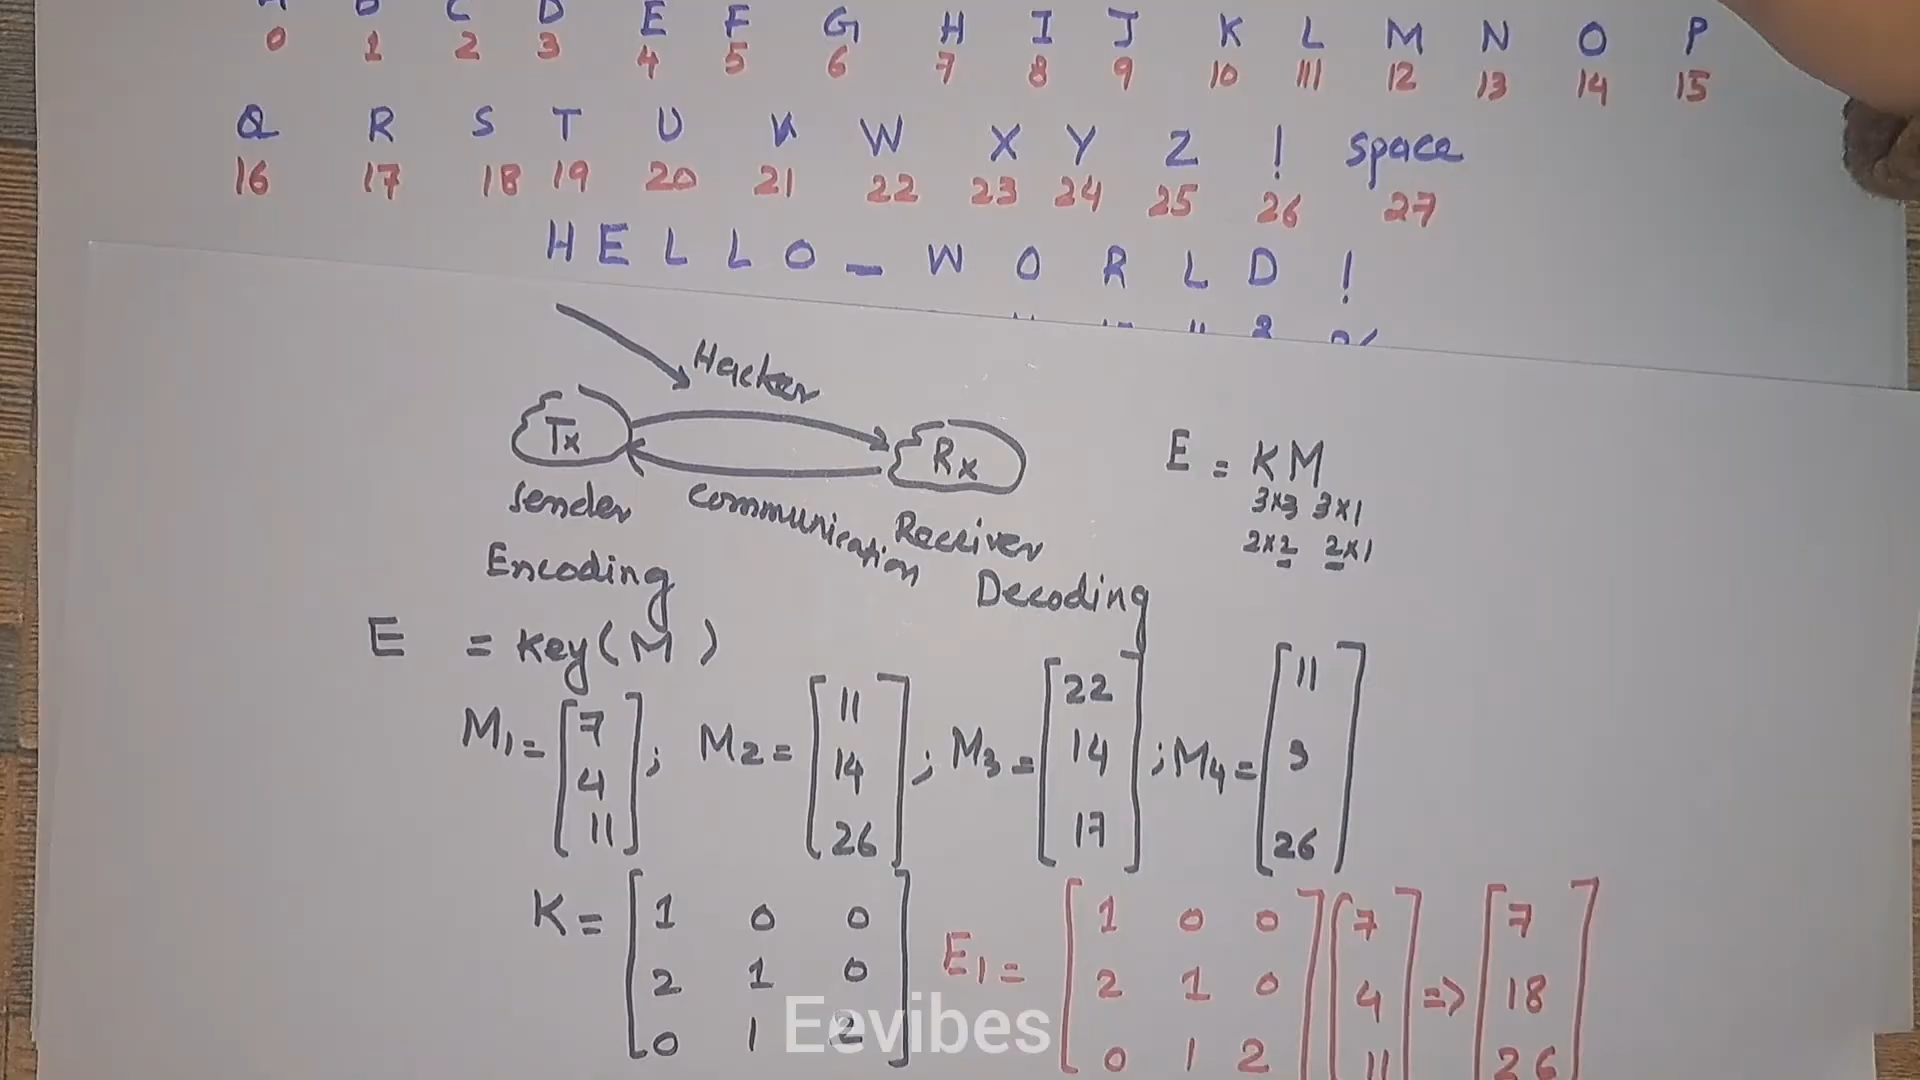 A B C D E F G H I J K L M N O P
0 1 2 3 4 5 6 7 8 9 10 11 12 13 14 15
Q R S T U V W X Y Z ! space
16 17 18 19 20 21 22 23 24 25 26 27
H E L L O _ W O R L D !
Hacker
Tx Rx
E = KM
3x3 3x1
2x2 2x1
sender communication Receiver
Encoding Decoding
E = Key(M)
M1 = [7 4 11] ; M2 = [11 14 26] ; M3 = [22 14 17] ; M4 = [11 3 26]
K = [1 0 0
2 1 0
0 1 2]
E1 = [1 0 0
2 1 0
0 1 2] [7 4 11] => [7 18 26]
Eevibes